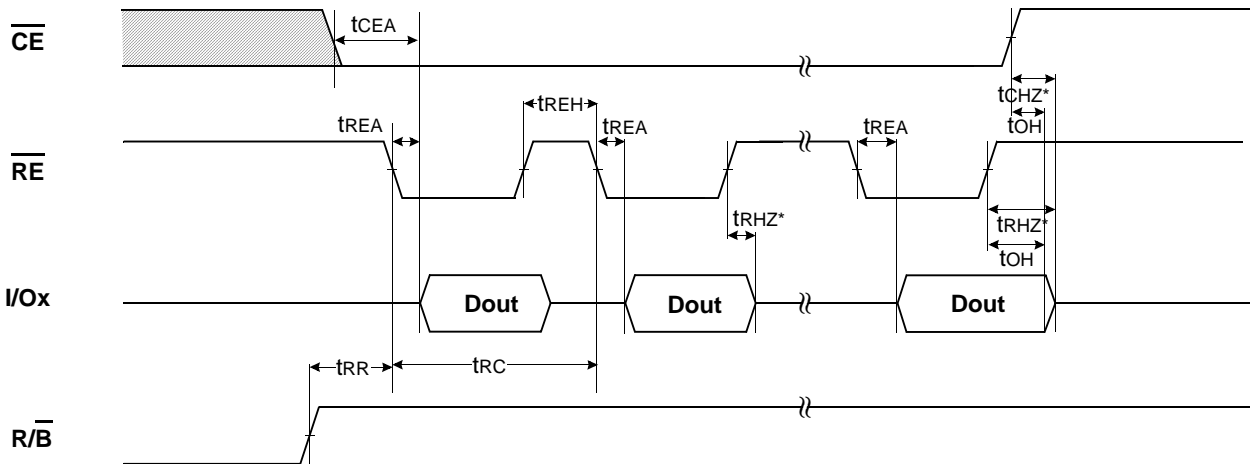 CE
tCEA
tCHZ*
tREH
tREA
tREA
tREA
tOH
RE
tRHZ*
tRHZ*
tOH
I/Ox
Dout
Dout
Dout
tRR
tRC
R/B